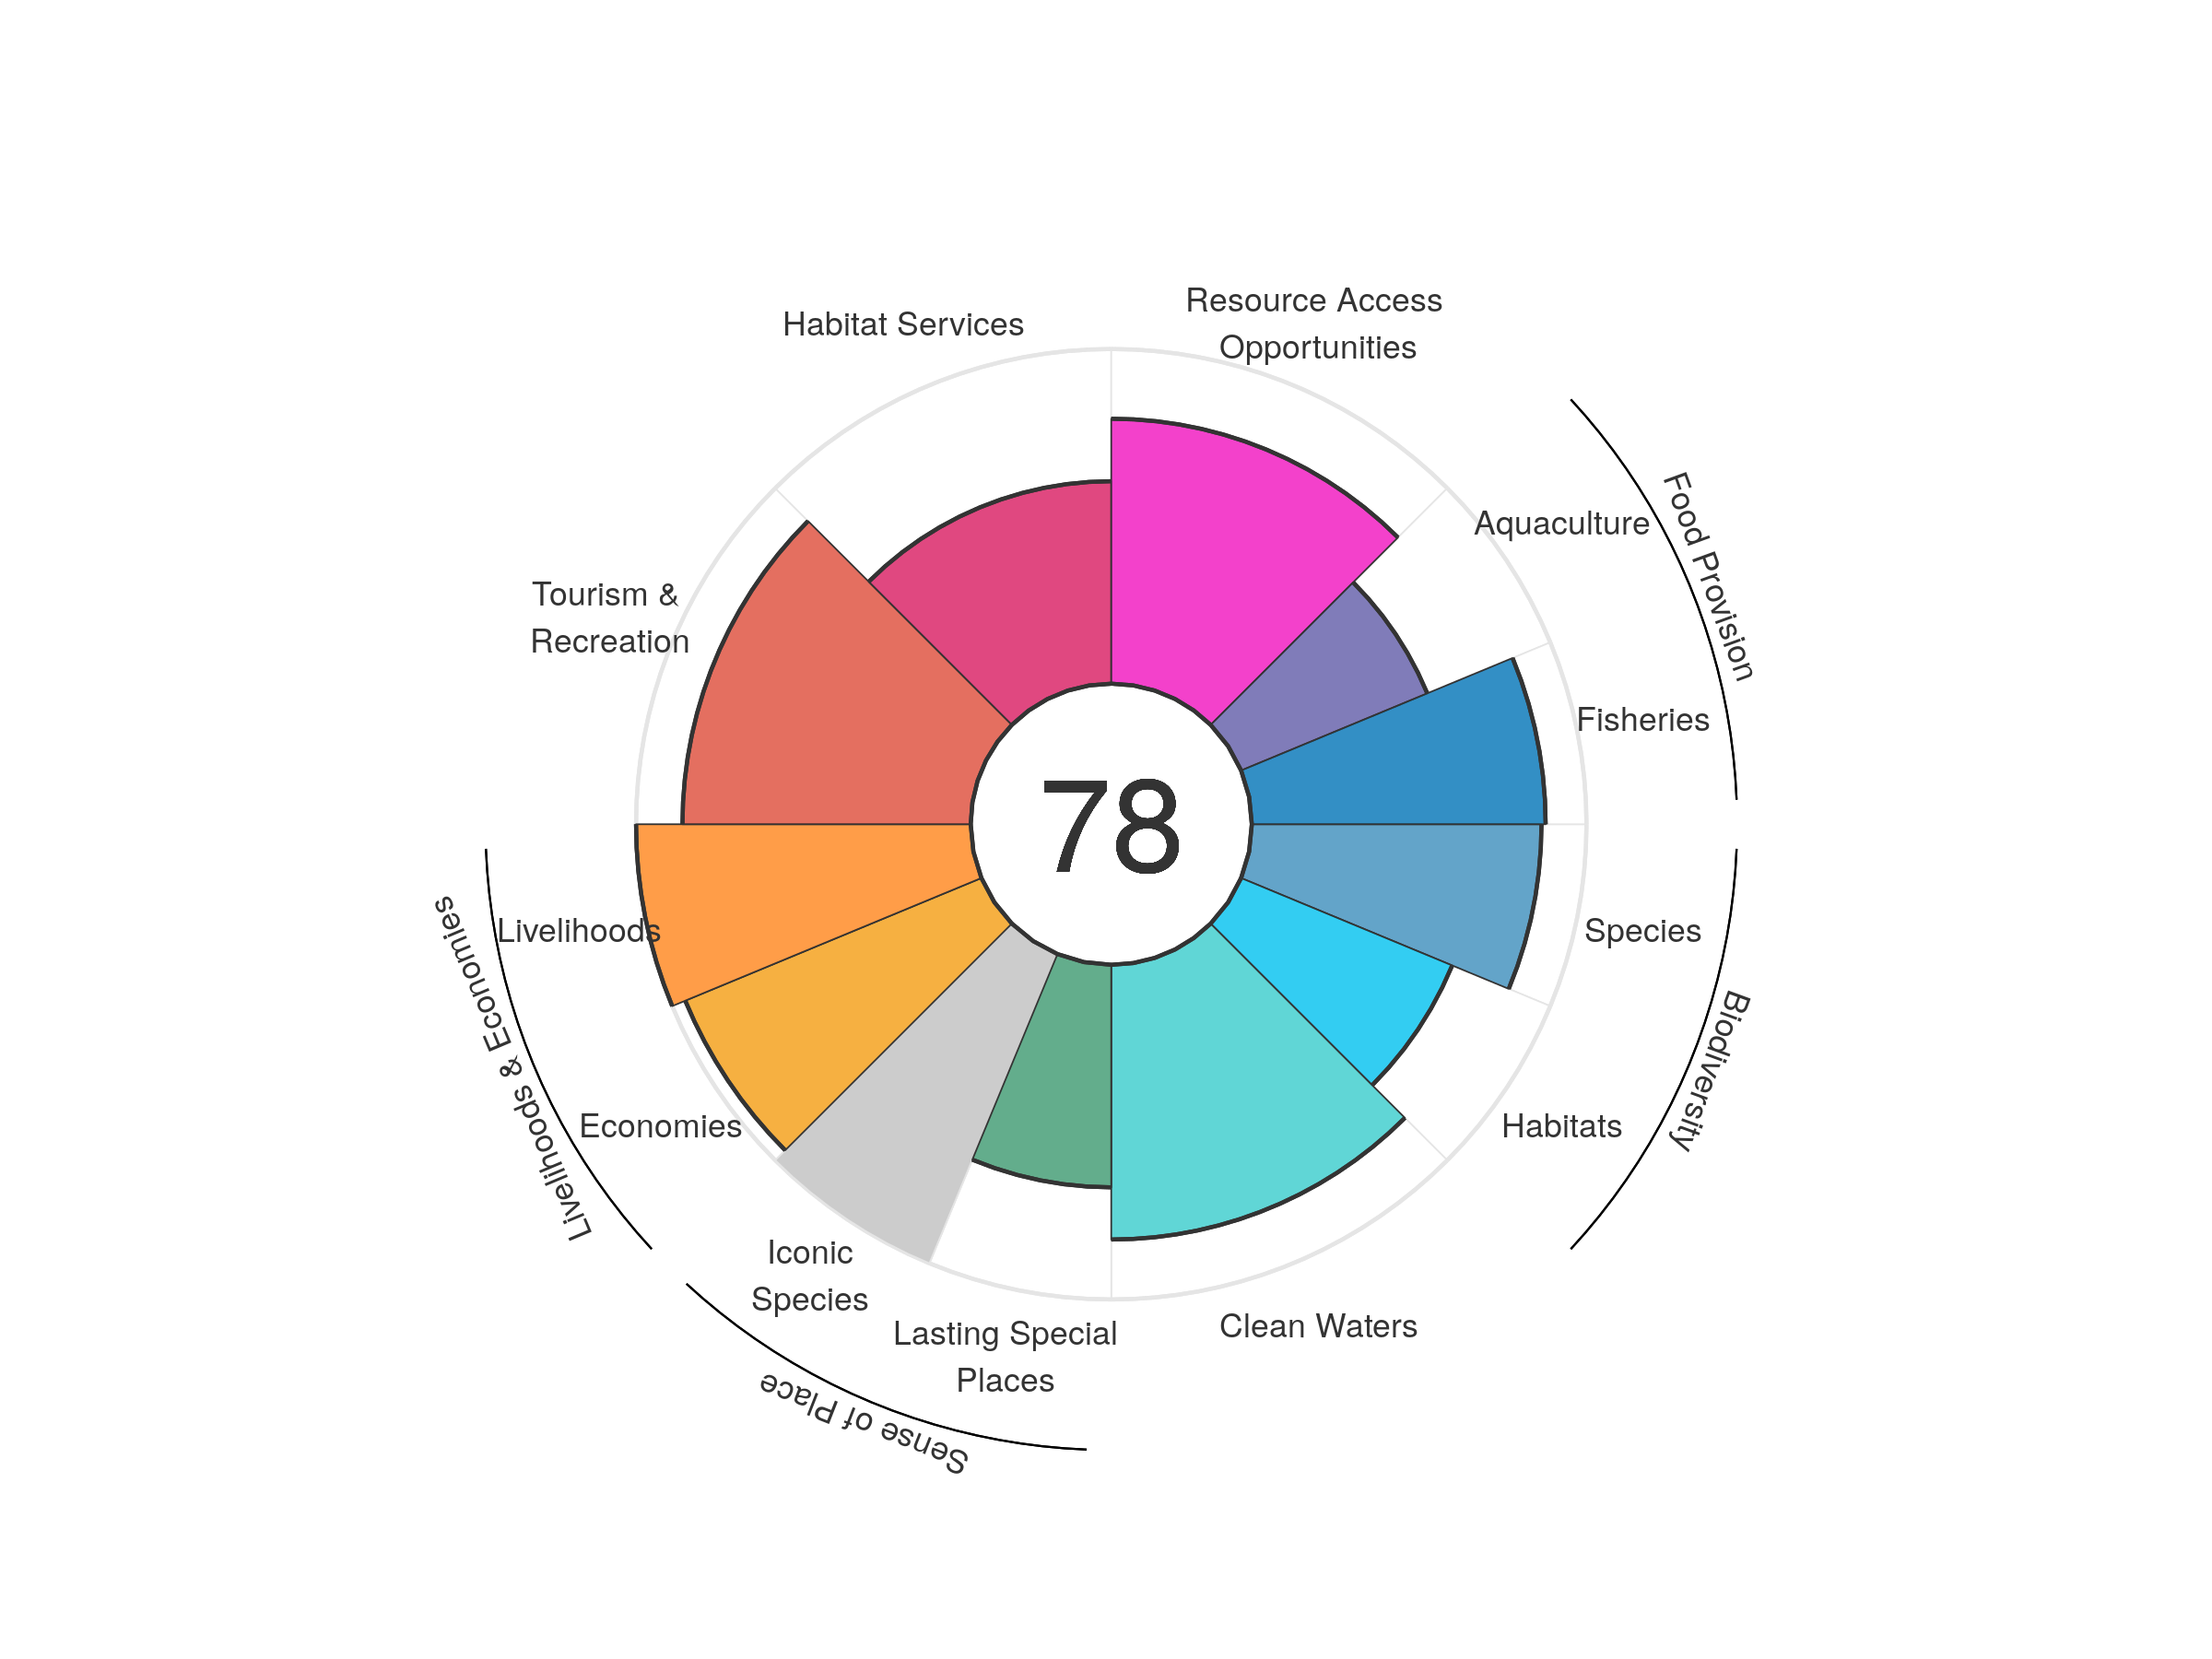 Resource Access
Opportunities
Habitat Services
Aquaculture
Food Provision
Tourism &
Recreation
Fisheries
78
Livelihoods
Species
Livelihoods & Economies
Biodiversity
Economies
Habitats
Iconic
Species
Lasting Special
Places
Clean Waters
Sense of Place